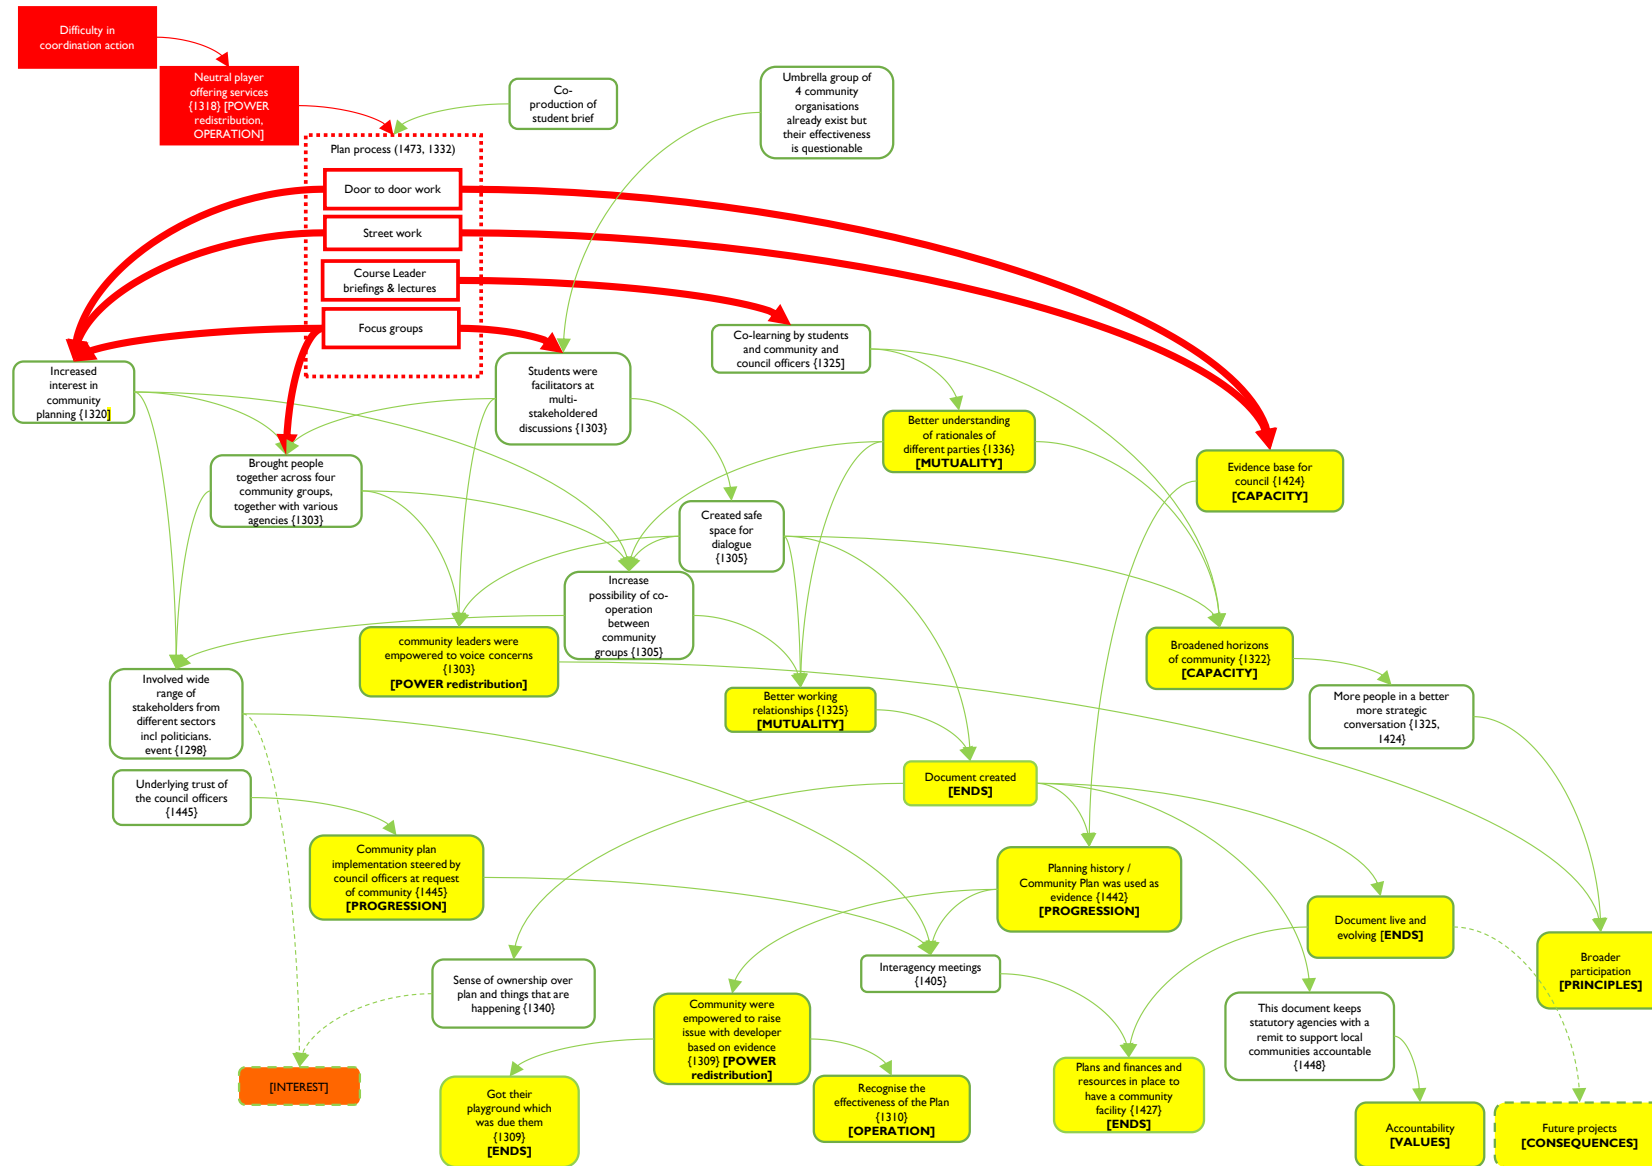 Difficulty in
coordination action
Neutral player
offering services
{1318} [POWER
redistribution,
OPERATION]
Co-
production of
student brief
Umbrella group of
4 community
organisations
already exist but
their effectiveness
is questionable
Plan process (1473, 1332)
Door to door work
Street work
Course Leader
briefings & lectures
Focus groups
Increased
interest in
community
planning {1320]
Students were
facilitators at
multi-
stakeholdered
discussions {1303}
Co-learning by students
and community and
council officers {1325]
Better understanding
of rationales of
different parties {1336}
[MUTUALITY]
Evidence base for
council {1424}
[CAPACITY]
Brought people
together across four
community groups,
together with various
agencies {1303}
Created safe
space for
dialogue
{1305}
Increase
possibility of co-
operation
between
community
groups {1305}
community leaders were
empowered to voice concerns
{1303}
[POWER redistribution]
Broadened horizons
of community {1322}
[CAPACITY]
Involved wide
range of
stakeholders from
different sectors
incl politicians.
event {1298}
Better working
relationships {1325}
[MUTUALITY]
More people in a better
more strategic
conversation {1325,
1424}
Underlying trust of
the council officers
{1445}
Document created
[ENDS]
Community plan
implementation steered by
council officers at request
of community {1445}
[PROGRESSION]
Planning history /
Community Plan was used as
evidence {1442}
[PROGRESSION]
Document live and
evolving [ENDS]
Broader
participation
[PRINCIPLES]
Sense of ownership over
plan and things that are
happening {1340}
Interagency meetings
{1405}
Community were
empowered to raise
issue with developer
based on evidence
{1309} [POWER
redistribution]
This document keeps
statutory agencies with a
remit to support local
communities accountable
{1448}
[INTEREST]
Got their
playground which
was due them
{1309}
[ENDS]
Recognise the
effectiveness of the Plan
{1310}
[OPERATION]
Plans and finances and
resources in place to
have a community
facility {1427}
[ENDS]
Accountability
[VALUES]
Future projects
[CONSEQUENCES]